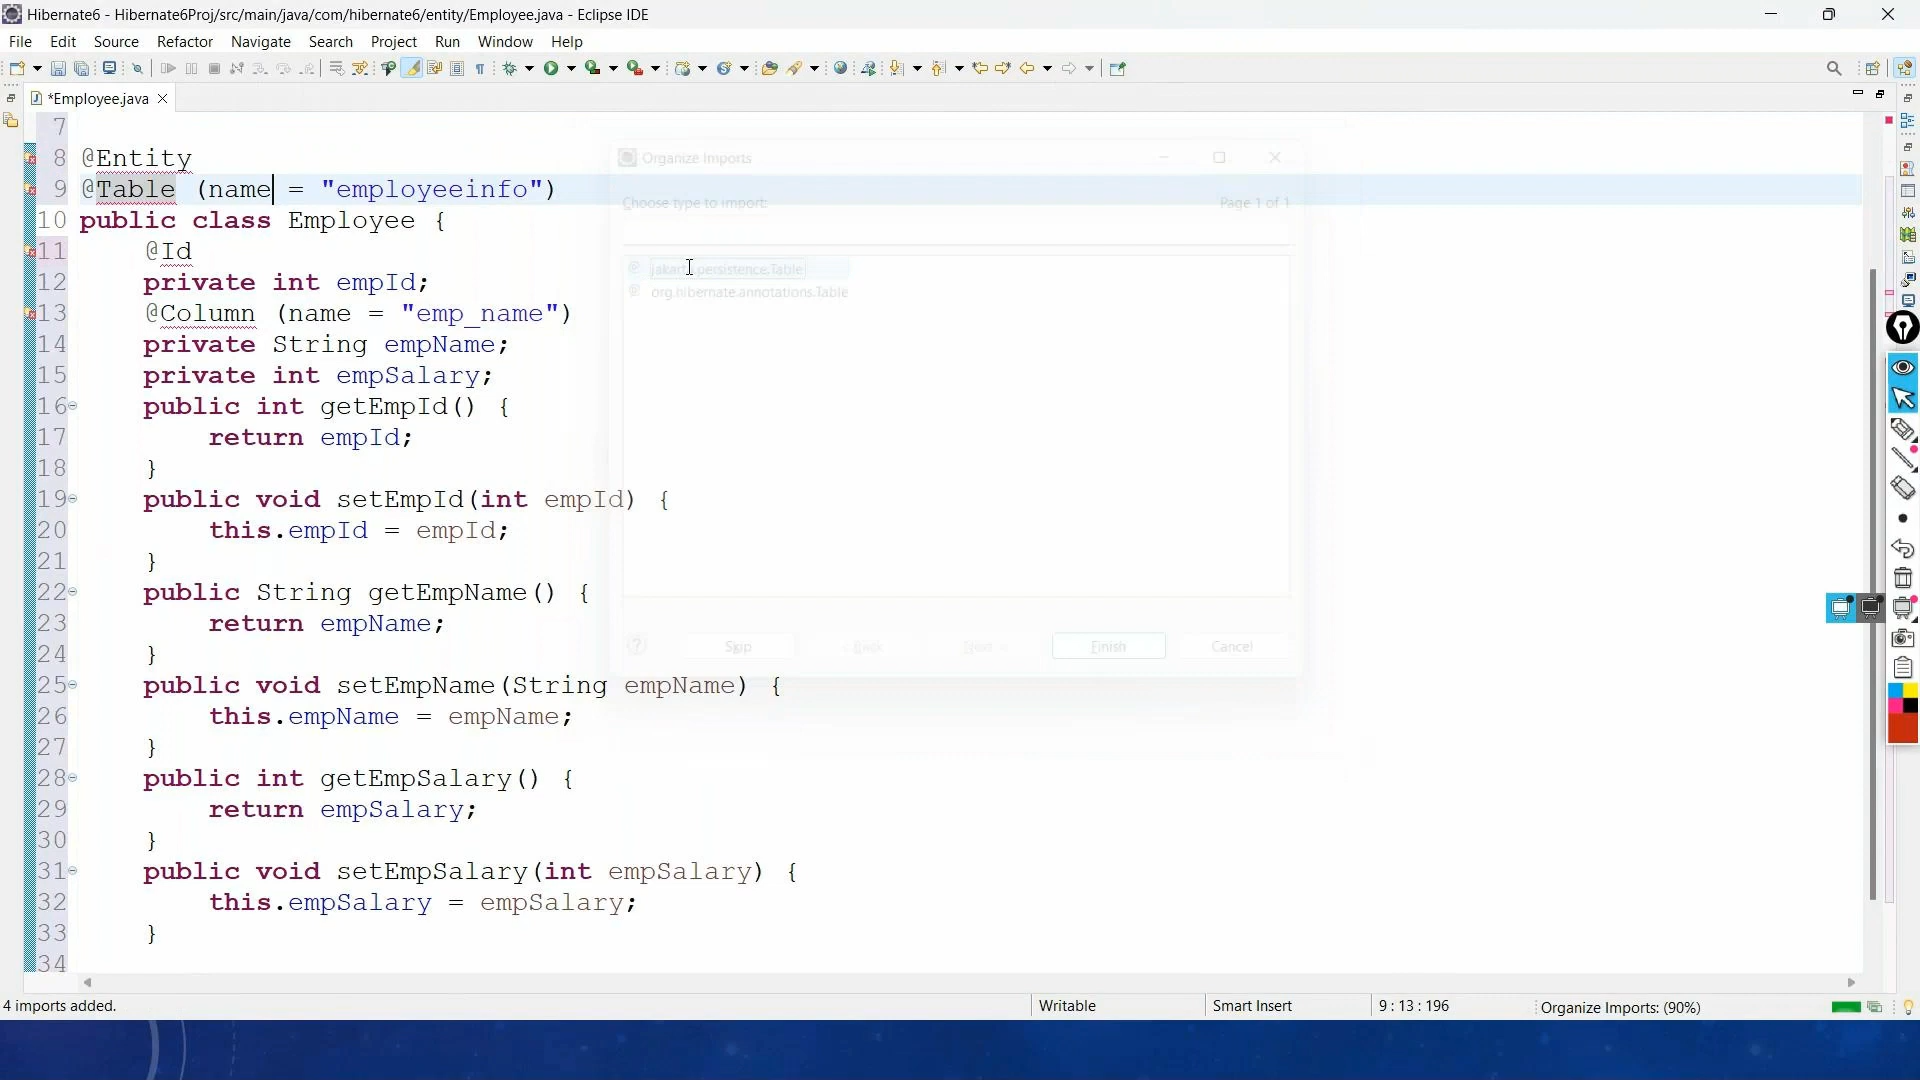 Hibernate6 - Hibernate6Proj/src/main/java/com/hibernate6/entity/Employee.java - Eclipse IDE
File Edit Source Refactor Navigate Search Project Run Window Help
*Employee.java
7
8 @Entity
9 @Table (name = "employeeinfo")
10 public class Employee {
11 @Id
12 private int empId;
13 @Column (name = "emp_name")
14 private String empName;
15 private int empSalary;
16 public int getEmpId() {
17 return empId;
18 }
19 public void setEmpId(int empId) {
20 this.empId = empId;
21 }
22 public String getEmpName() {
23 return empName;
24 }
25 public void setEmpName(String empName) {
26 this.empName = empName;
27 }
28 public int getEmpSalary() {
29 return empSalary;
30 }
31 public void setEmpSalary(int empSalary) {
32 this.empSalary = empSalary;
33 }
34
Organize Imports
Choose type to import: Page 1 of 1
jakarta.persistence.Table
org.hibernate.annotations.Table
Skip < Back Next > Finish Cancel
4 imports added. Writable Smart Insert 9 : 13 : 196 Organize Imports: (90%)